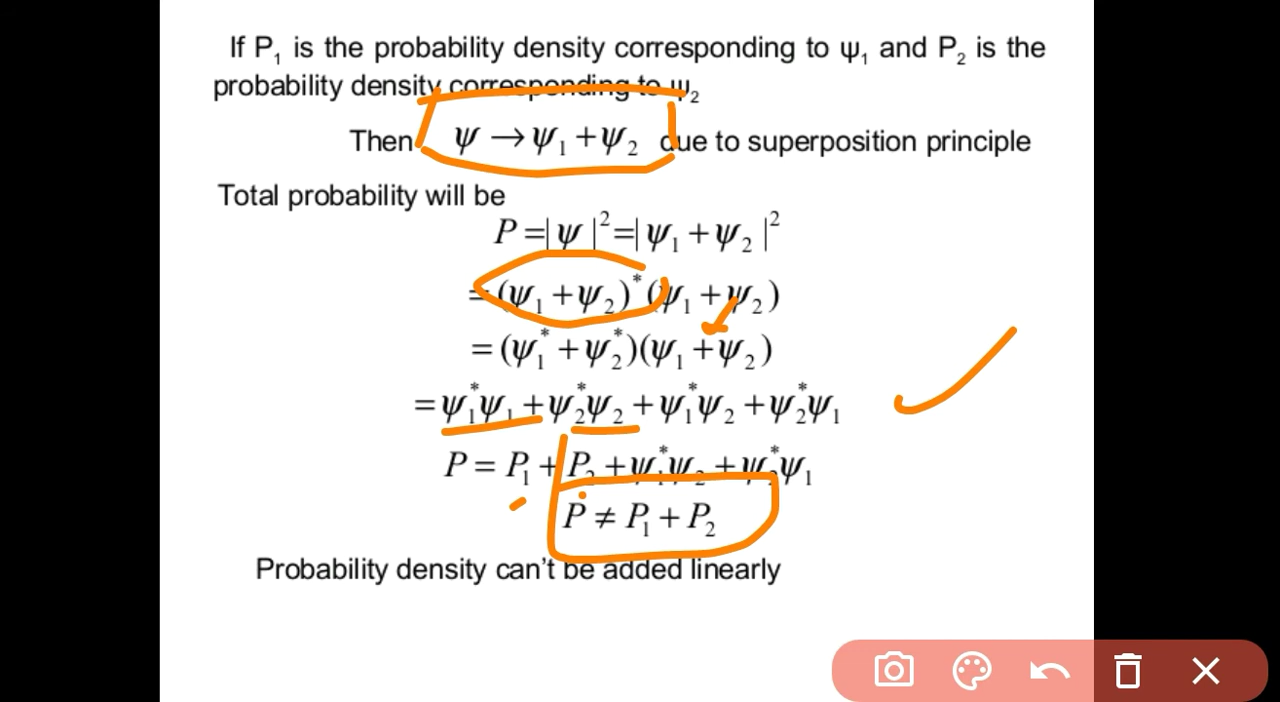 If P₁ is the probability density corresponding to ψ₁ and P₂ is the
probability density corresponding to ψ₂
Then ψ → ψ₁ + ψ₂ due to superposition principle
Total probability will be
P =| ψ |²=| ψ₁ + ψ₂ |²
= (ψ₁ + ψ₂)*(ψ₁ + ψ₂)
= (ψ₁* + ψ₂*)(ψ₁ + ψ₂)
= ψ₁*ψ₁ + ψ₂*ψ₂ + ψ₁*ψ₂ + ψ₂*ψ₁
P = P₁ + P₂ + ψ₁*ψ₂ + ψ₂*ψ₁
P ≠ P₁ + P₂
Probability density can’t be added linearly